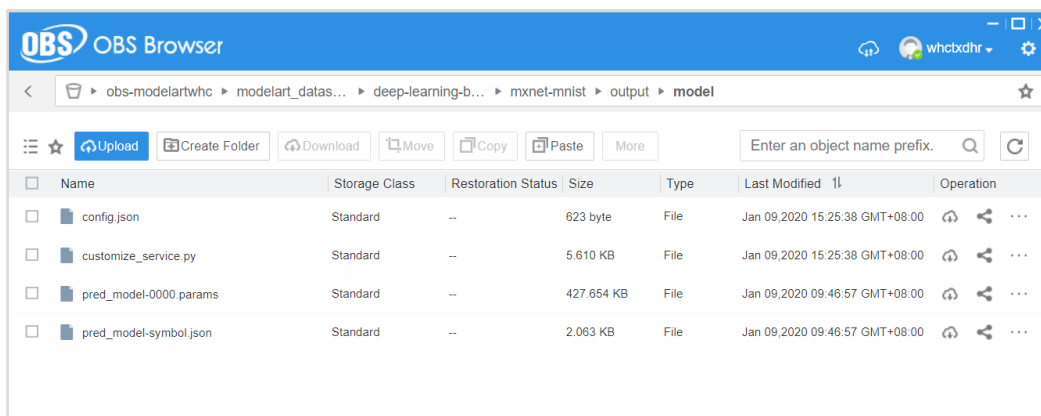 OBS OBS Browser whctxdhr
obs-modelartwhc modelart_datas... deep-learning-b... mxnet-mnist output model
Upload Create Folder Download Move Copy Paste More Enter an object name prefix.
Name Storage Class Restoration Status Size Type Last Modified Operation
config.json Standard -- 623 byte File Jan 09,2020 15:25:38 GMT+08:00 ...
customize_service.py Standard -- 5.610 KB File Jan 09,2020 15:25:38 GMT+08:00 ...
pred_model-0000.params Standard -- 427.654 KB File Jan 09,2020 09:46:57 GMT+08:00 ...
pred_model-symbol.json Standard -- 2.063 KB File Jan 09,2020 09:46:57 GMT+08:00 ...